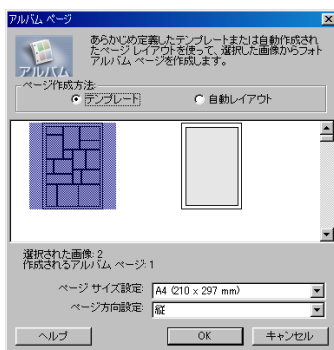 アルバム ページ
あらかじめ定義したテンプレートまたは自動作成され
たページ レイアウトを使って、選択した画像からフォト
アルバム ページを作成します。
アルバム
ページ作成方法:
テンプレート
自動レイアウト
選択された画像: 2
作成されるアルバム ページ: 1
ページ サイズ設定:
A4 (210 x 297 mm)
ページ方向設定:
縦
ヘルプ
OK
キャンセル